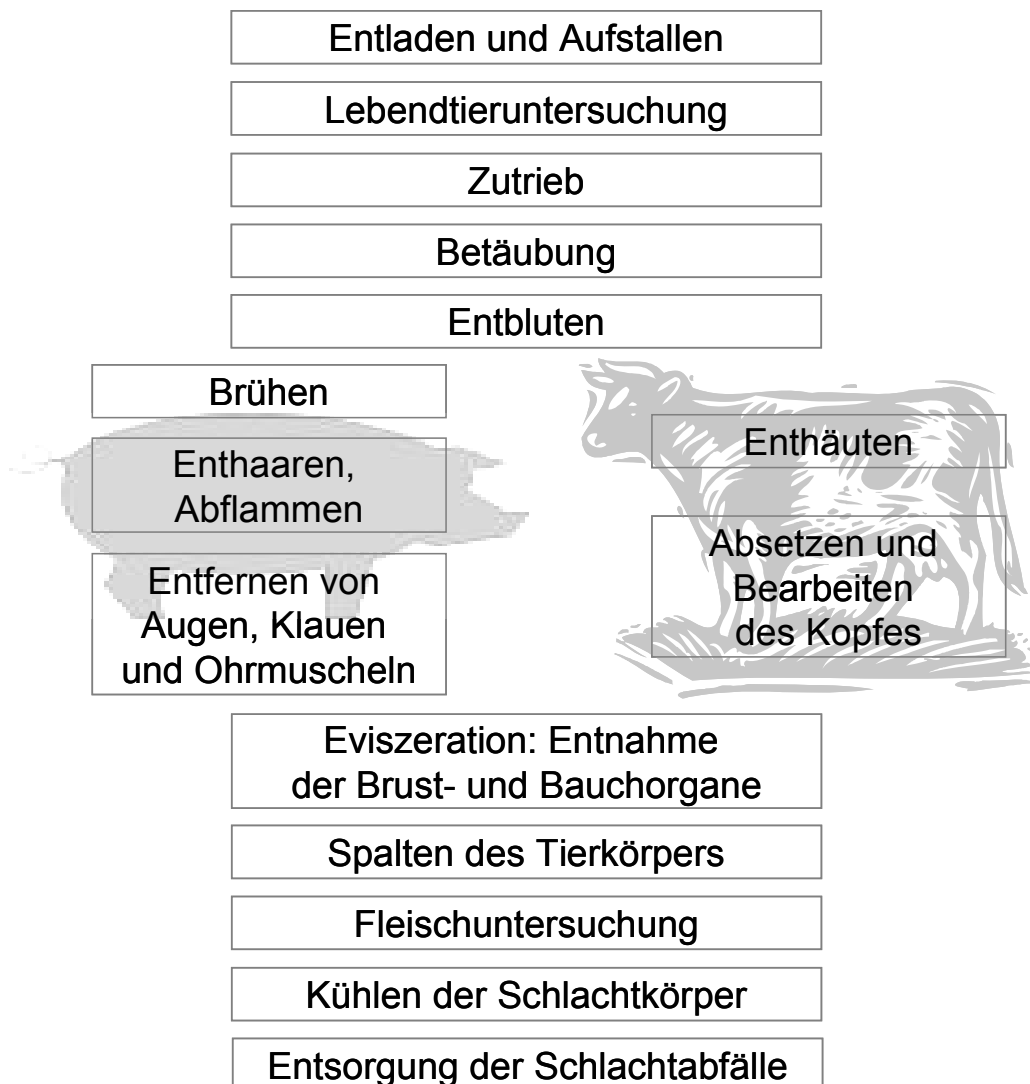 Entladen und Aufstallen
Lebendtieruntersuchung
Zutrieb
Betäubung
Entbluten
Brühen
Enthaaren,
Abflammen
Entfernen von
Augen, Klauen
und Ohrmuscheln
Enthäuten
Absetzen und
Bearbeiten
des Kopfes
Eviszeration: Entnahme
der Brust- und Bauchorgane
Spalten des Tierkörpers
Fleischuntersuchung
Kühlen der Schlachtkörper
Entsorgung der Schlachtabfälle